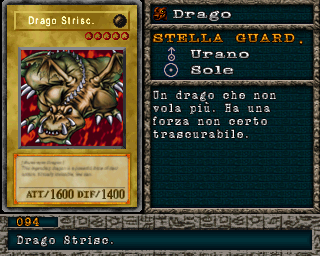 Drago Strisc.
ATT/1600 DIF/1400
Drago
STELLA GUARD.
Urano
Sole
Un drago che non
vola più. Ha una
forza non certo
trascurabile.
094
Drago Strisc.